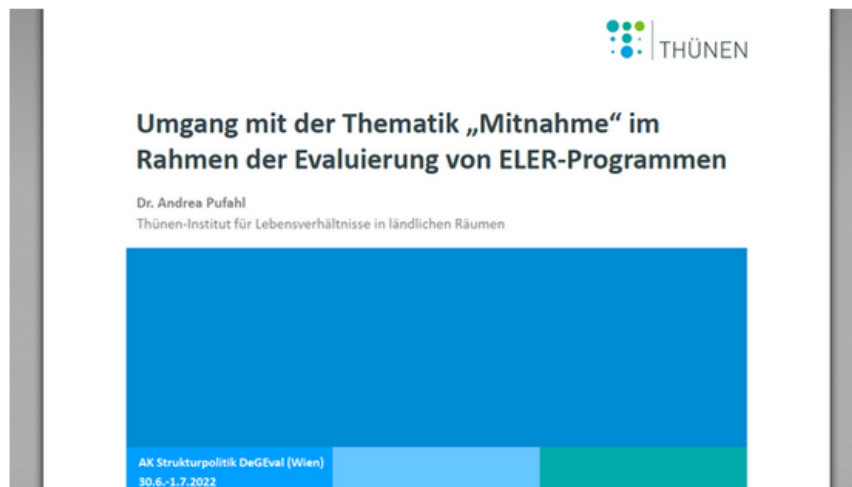 THÜNEN
Umgang mit der Thematik „Mitnahme“ im
Rahmen der Evaluierung von ELER-Programmen
Dr. Andrea Pufahl
Thünen-Institut für Lebensverhältnisse in ländlichen Räumen
AK Strukturpolitik DeGEval (Wien)
30.6.-1.7.2022